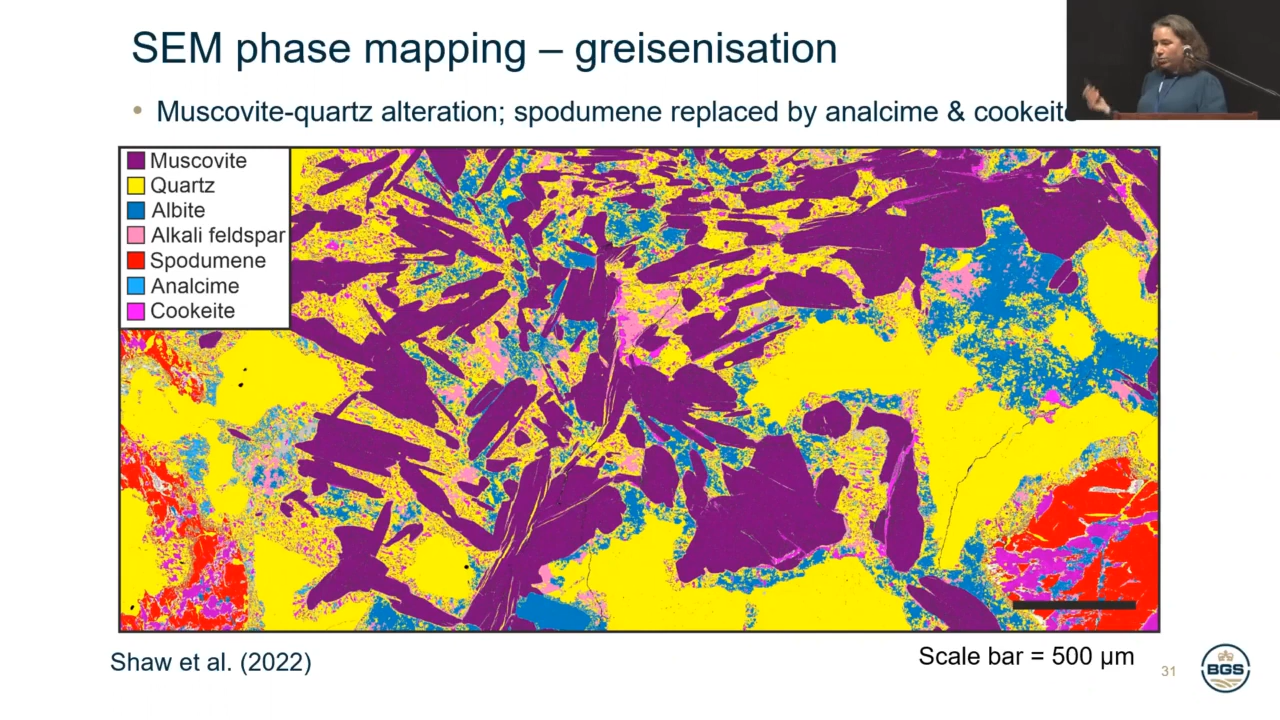 SEM phase mapping – greisenisation
• Muscovite-quartz alteration; spodumene replaced by analcime & cookeite
Muscovite
Quartz
Albite
Alkali feldspar
Spodumene
Analcime
Cookeite
Shaw et al. (2022)
Scale bar = 500 µm
31
BGS